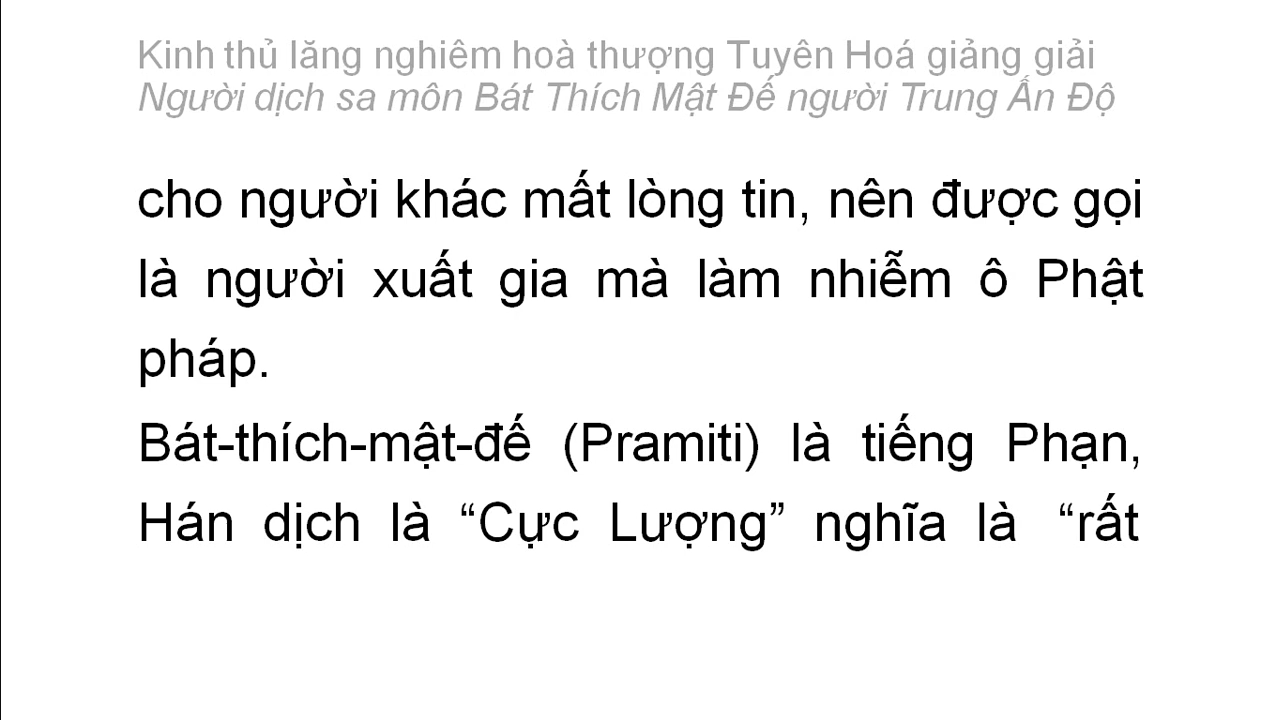 Kinh thủ lăng nghiêm hoà thượng Tuyên Hoá giảng giải
Người dịch sa môn Bát Thích Mật Đế người Trung Ấn Độ
cho người khác mất lòng tin, nên được gọi
là người xuất gia mà làm nhiễm ô Phật
pháp.
Bát-thích-mật-đế (Pramiti) là tiếng Phạn,
Hán dịch là “Cực Lượng” nghĩa là “rất